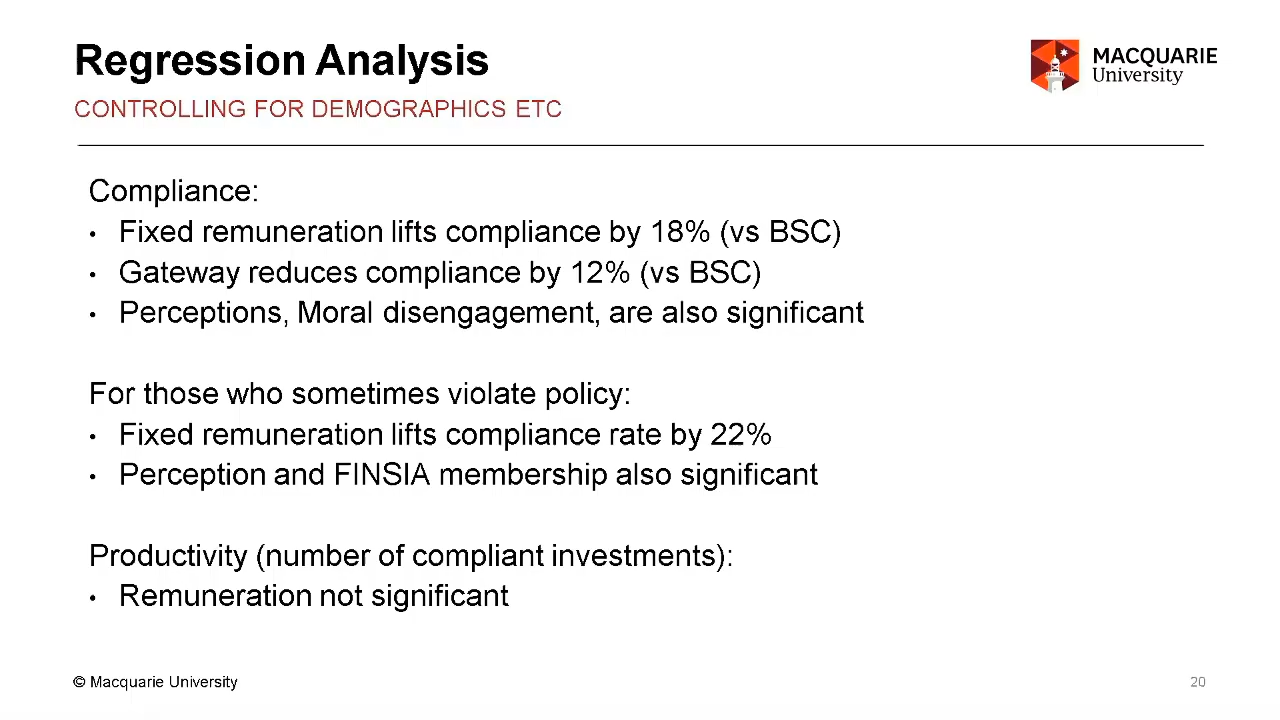 Regression Analysis
MACQUARIE
University
CONTROLLING FOR DEMOGRAPHICS ETC
Compliance:
• Fixed remuneration lifts compliance by 18% (vs BSC)
• Gateway reduces compliance by 12% (vs BSC)
• Perceptions, Moral disengagement, are also significant
For those who sometimes violate policy:
• Fixed remuneration lifts compliance rate by 22%
• Perception and FINSIA membership also significant
Productivity (number of compliant investments):
• Remuneration not significant
© Macquarie University
20